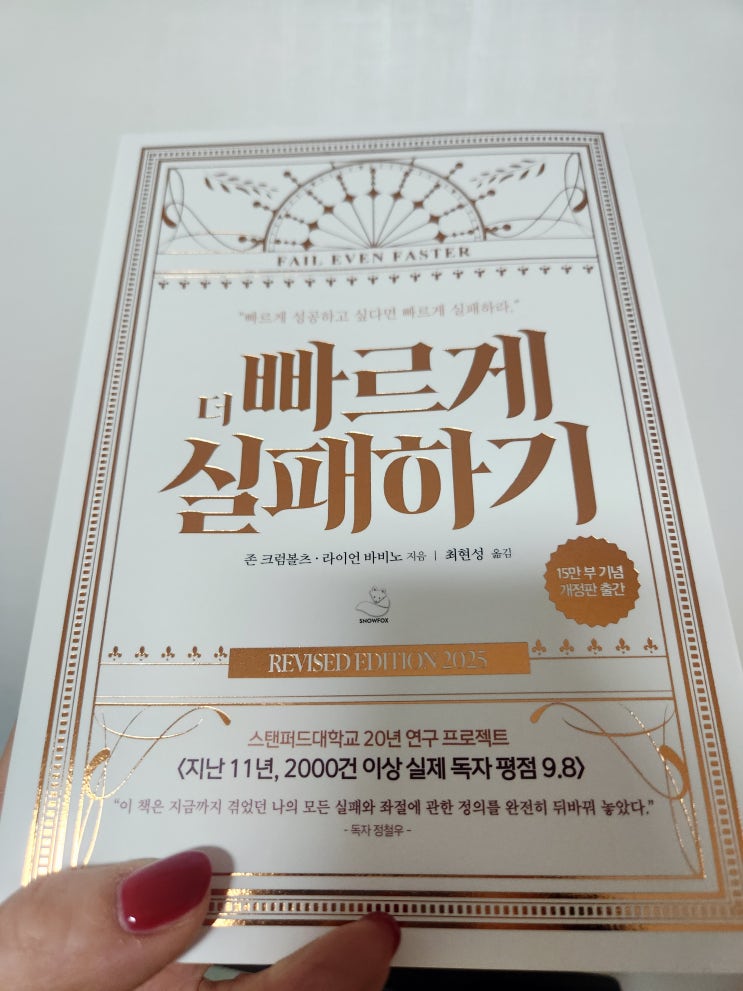 FAIL EVEN FASTER
"빠르게 성공하고 싶다면 빠르게 실패하라."
더 빠르게
실패하기
존 크럼볼츠 · 라이언 바비노 지음 | 최현성 옮김
15만 부 기념
개정판 출간
SNOWFOX
REVISED EDITION 2025
스탠퍼드대학교 20년 연구 프로젝트
〈지난 11년, 2000건 이상 실제 독자 평점 9.8〉
"이 책은 지금까지 겪었던 나의 모든 실패와 좌절에 관한 정의를 완전히 뒤바꿔 놓았다."
- 독자 정철우 -